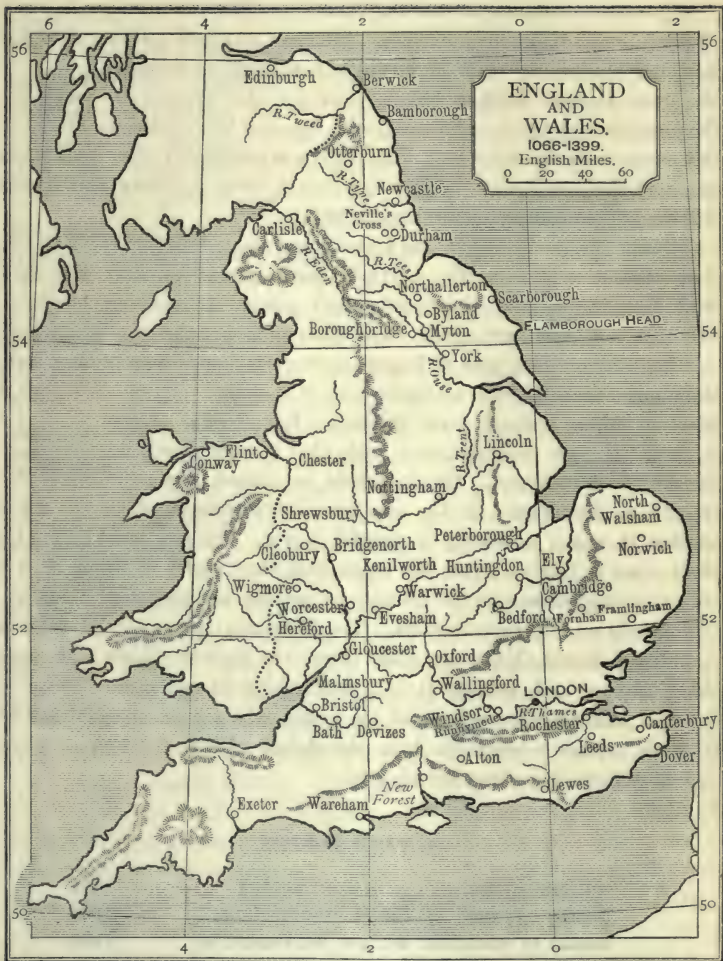 6
4
2
0
2
56
56
Edinburgh
Berwick
ENGLAND
AND
WALES.
1066-1399.
English Miles.
0 20 40 60
Bamborough
R.Tweed
Otterburn
R.Tyne
Newcastle
Neville's
Cross
Durham
Carlisle
R.Eden
R.Tees
Northallerton
Scarborough
Byland
FLAMBOROUGH HEAD
Boroughbridge
Myton
54
54
York
R.Ouse
Flint
Conway
Chester
Lincoln
R.Trent
Nottingham
North
Walsham
Shrewsbury
Peterborough
Norwich
Cleobury
Bridgenorth
Kenilworth
Huntingdon
Ely
Wigmore
Warwick
Cambridge
Worcester
Evesham
Bedford
Fornham
Framlingham
52
52
Hereford
Gloucester
Oxford
Malmsbury
Wallingford
LONDON
Bristol
Windsor
R.Thames
Canterbury
Runnymede
Rochester
Bath
Devizes
Leeds
Dover
Alton
New
Forest
Lewes
Exeter
Wareham
50
50
4
2
0